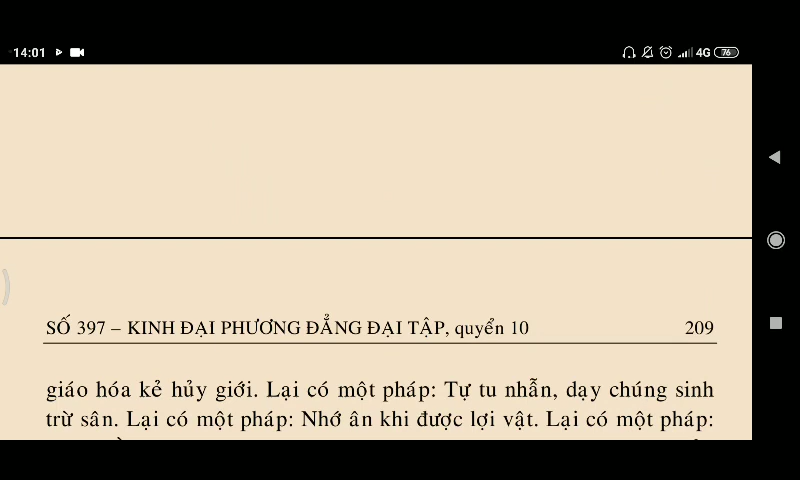 14:01
4G 76
SỐ 397 – KINH ĐẠI PHƯƠNG ĐẲNG ĐẠI TẬP, quyển 10 209
giáo hóa kẻ hủy giới. Lại có một pháp: Tự tu nhẫn, dạy chúng sinh
trừ sân. Lại có một pháp: Nhớ ân khi được lợi vật. Lại có một pháp: